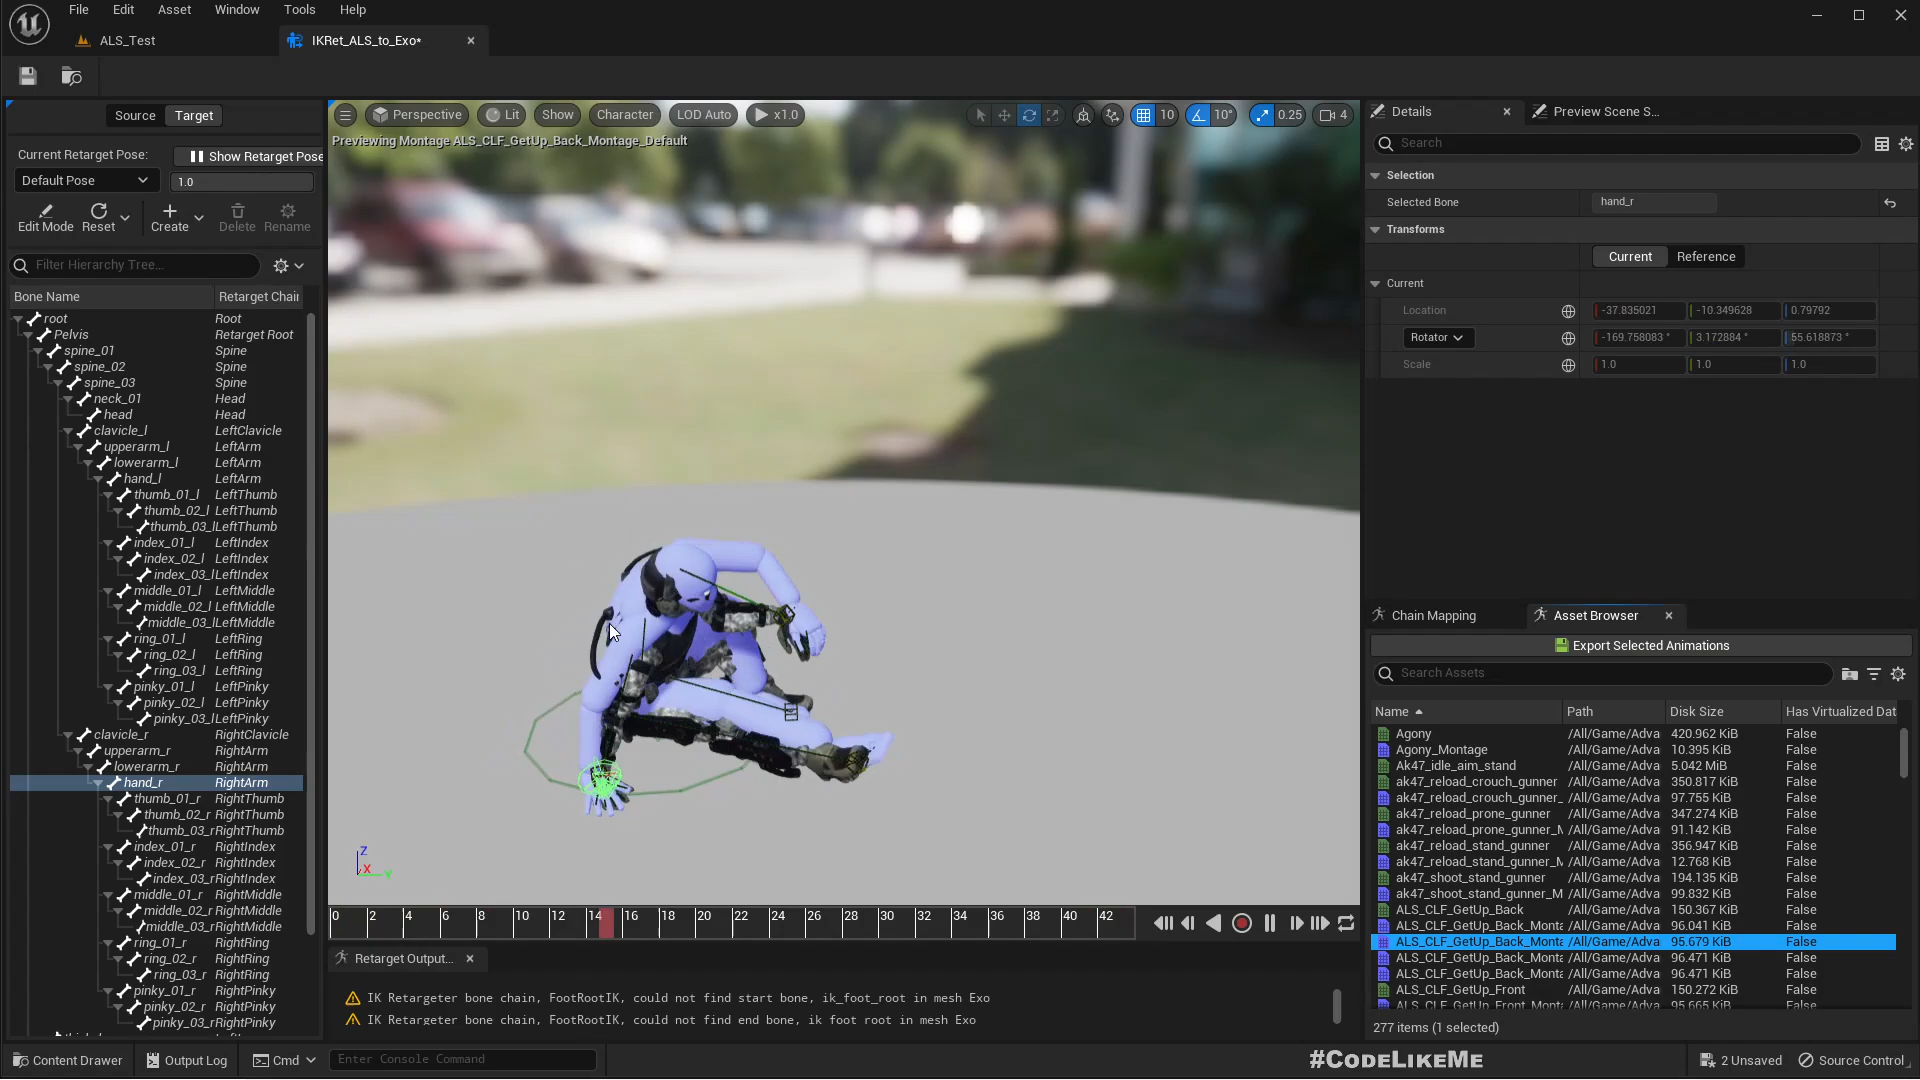 File Edit Asset Window Tools Help
ALS_Test
IKRet_ALS_to_Exo*
Source Target
Current Retarget Pose: Show Retarget Pose
Default Pose 1.0
Edit Mode Reset Create Delete Rename
Filter Hierarchy Tree...
Bone Name Retarget Chai
root Root
Pelvis Retarget Root
spine_01 Spine
spine_02 Spine
spine_03 Spine
neck_01 Head
head Head
clavicle_l LeftClavicle
upperarm_l LeftArm
lowerarm_l LeftArm
hand_l LeftArm
thumb_01_l LeftThumb
thumb_02_l LeftThumb
thumb_03_l LeftThumb
index_01_l LeftIndex
index_02_l LeftIndex
index_03_l LeftIndex
middle_01_l LeftMiddle
middle_02_l LeftMiddle
middle_03_l LeftMiddle
ring_01_l LeftRing
ring_02_l LeftRing
ring_03_l LeftRing
pinky_01_l LeftPinky
pinky_02_l LeftPinky
pinky_03_l LeftPinky
clavicle_r RightClavicle
upperarm_r RightArm
lowerarm_r RightArm
hand_r RightArm
thumb_01_r RightThumb
thumb_02_r RightThumb
thumb_03_r RightThumb
index_01_r RightIndex
index_02_r RightIndex
index_03_r RightIndex
middle_01_r RightMiddle
middle_02_r RightMiddle
middle_03_r RightMiddle
ring_01_r RightRing
ring_02_r RightRing
ring_03_r RightRing
pinky_01_r RightPinky
pinky_02_r RightPinky
pinky_03_r RightPinky
Perspective Lit Show Character LOD Auto x1.0 10 10° 0.25 4
Previewing Montage ALS_CLF_GetUp_Back_Montage_Default
Z
X Y
0 2 4 6 8 10 12 14 16 18 20 22 24 26 28 30 32 34 36 38 40 42
Retarget Output...
IK Retargeter bone chain, FootRootIK, could not find start bone, ik_foot_root in mesh Exo
IK Retargeter bone chain, FootRootIK, could not find end bone, ik_foot_root in mesh Exo
Details Preview Scene S...
Search
Selection
Selected Bone hand_r
Transforms
Current Reference
Current
Location -37.835021 -10.349628 0.79792
Rotator -169.758083 ° 3.172884 ° 55.618873 °
Scale 1.0 1.0 1.0
Chain Mapping Asset Browser
Export Selected Animations
Search Assets
Name Path Disk Size Has Virtualized Dat
Agony /All/Game/Adva 420.962 KiB False
Agony_Montage /All/Game/Adva 10.395 KiB False
Ak47_idle_aim_stand /All/Game/Adva 5.042 MiB False
ak47_reload_crouch_gunner /All/Game/Adva 350.817 KiB False
ak47_reload_crouch_gunner_ /All/Game/Adva 97.755 KiB False
ak47_reload_prone_gunner /All/Game/Adva 347.274 KiB False
ak47_reload_prone_gunner_M /All/Game/Adva 91.142 KiB False
ak47_reload_stand_gunner /All/Game/Adva 356.947 KiB False
ak47_reload_stand_gunner_M /All/Game/Adva 12.768 KiB False
ak47_shoot_stand_gunner /All/Game/Adva 194.135 KiB False
ak47_shoot_stand_gunner_M /All/Game/Adva 99.832 KiB False
ALS_CLF_GetUp_Back /All/Game/Adva 150.367 KiB False
ALS_CLF_GetUp_Back_Monta /All/Game/Adva 96.041 KiB False
ALS_CLF_GetUp_Back_Monta /All/Game/Adva 95.679 KiB False
ALS_CLF_GetUp_Back_Monta /All/Game/Adva 96.471 KiB False
ALS_CLF_GetUp_Back_Monta /All/Game/Adva 96.471 KiB False
ALS_CLF_GetUp_Front /All/Game/Adva 150.272 KiB False
ALS_CLF_GetUp_Front_Monta /All/Game/Adva 95.665 KiB False
277 items (1 selected)
Content Drawer Output Log Cmd Enter Console Command #CodeLikeMe 2 Unsaved Source Control